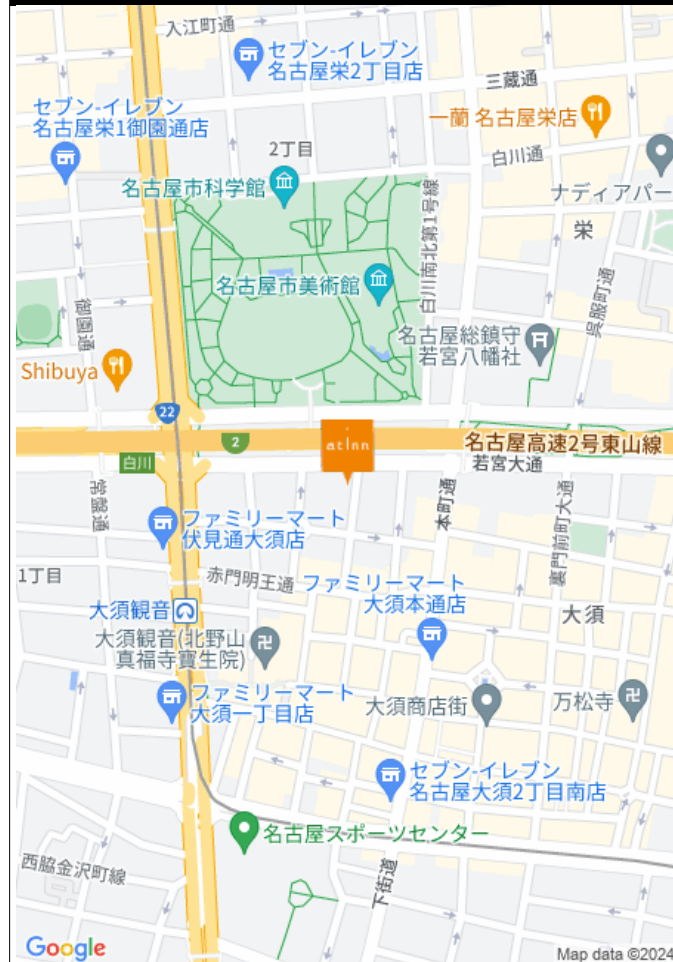 入江町通
セブン-イレブン
名古屋栄2丁目店
三蔵通
セブン-イレブン
名古屋栄1御園通店
一蘭 名古屋栄店
2丁目
白川通
名古屋市科学館
ナディアパー
栄
白川南北第1号線
名古屋市美術館
呉服町通
御園通
名古屋総鎮守
若宮八幡社
Shibuya
22
2
atInn
名古屋高速2号東山線
白川
若宮大通
常盤通
本町通
裏門前町大通
ファミリーマート
伏見通大須店
1丁目
赤門明王通
ファミリーマート
大須本通店
大須観音
大須
大須観音(北野山
真福寺寶生院)
ファミリーマート
大須一丁目店
大須商店街
万松寺
セブン-イレブン
名古屋大須2丁目南店
名古屋スポーツセンター
西脇金沢町線
下街道
Google
Map data ©2024